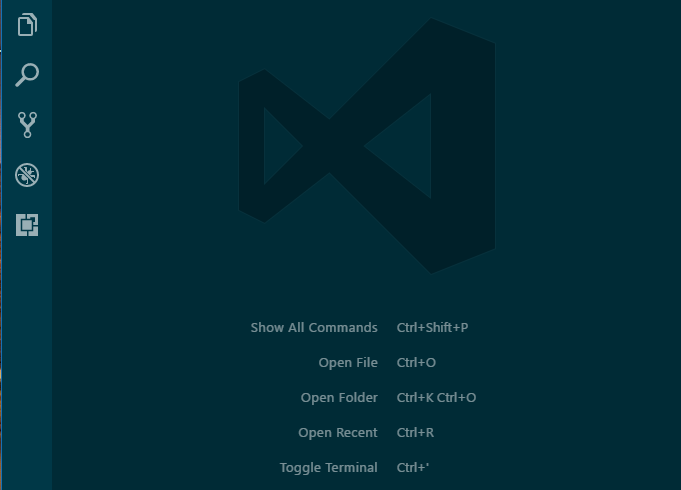 Show All Commands Ctrl+Shift+P
Open File Ctrl+O
Open Folder Ctrl+K Ctrl+O
Open Recent Ctrl+R
Toggle Terminal Ctrl+'